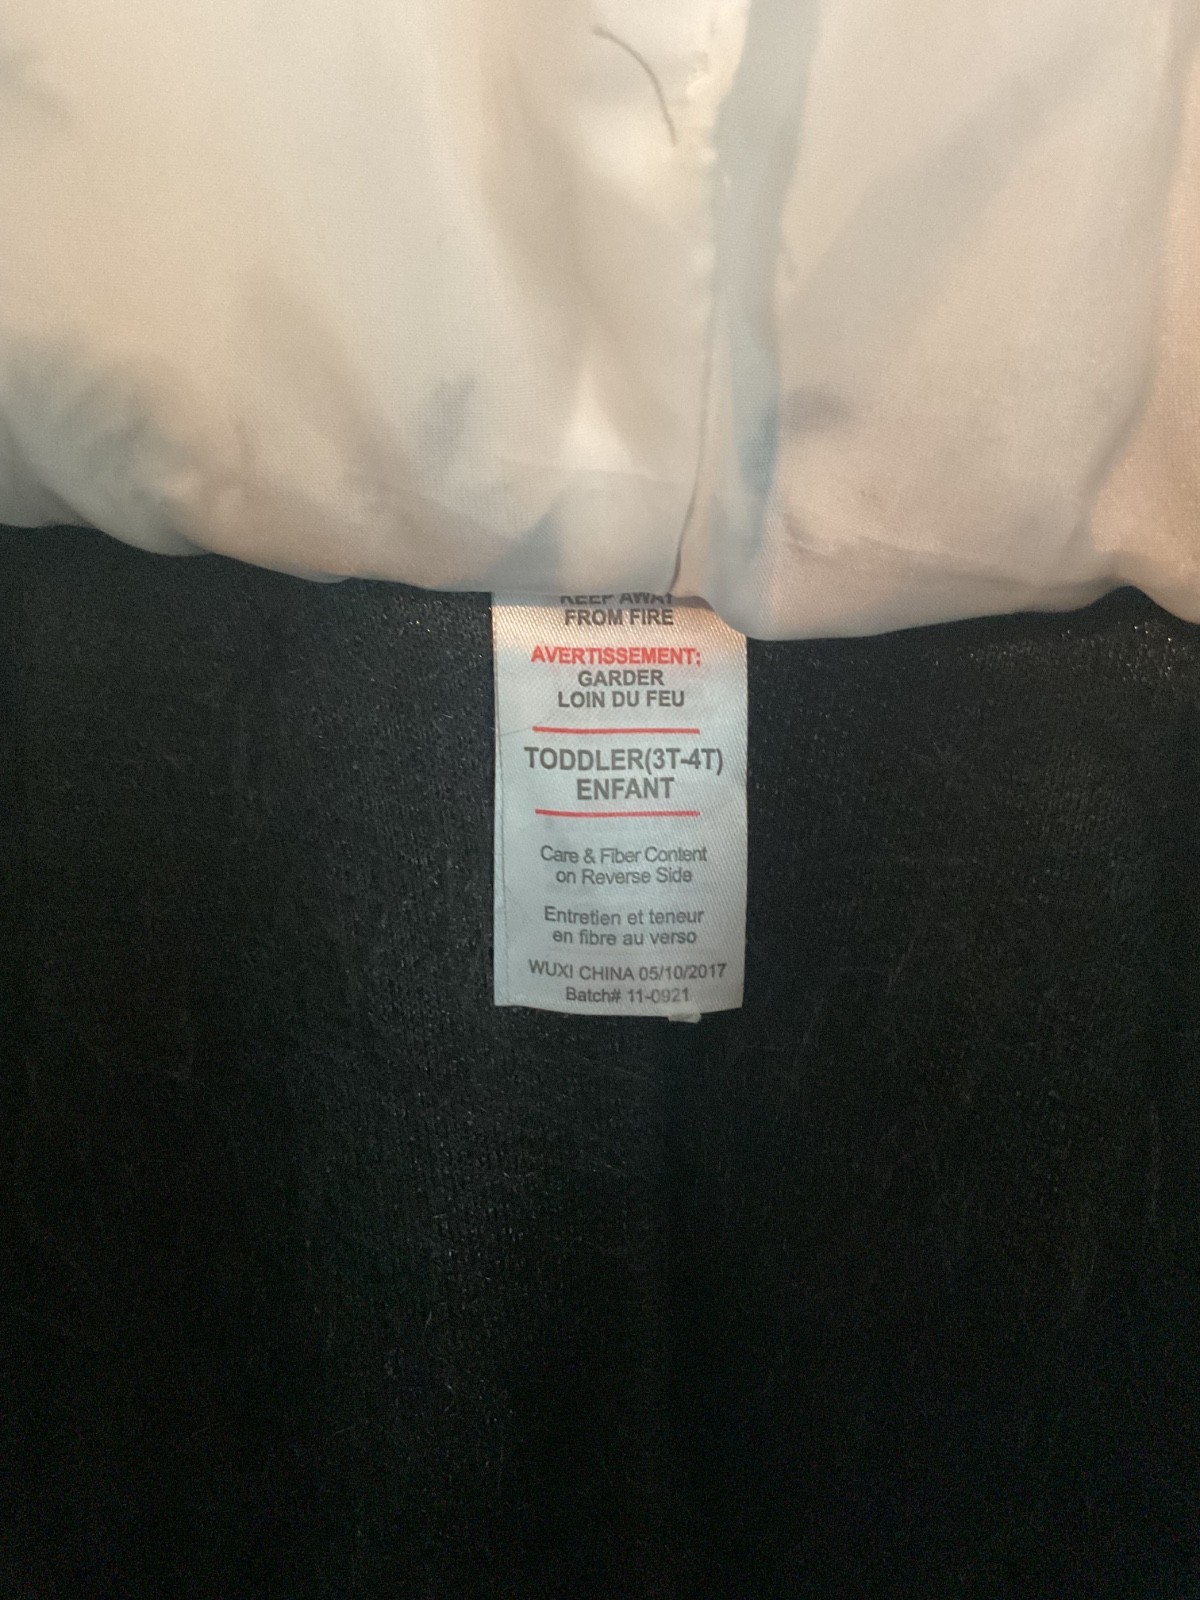 KEEP AWAY
FROM FIRE
AVERTISSEMENT:
GARDER
LOIN DU FEU
TODDLER(3T-4T)
ENFANT
Care & Fiber Content
on Reverse Side
Entretien et teneur
en fibre au verso
WUXI CHINA 05/10/2017
Batch# 11-0921